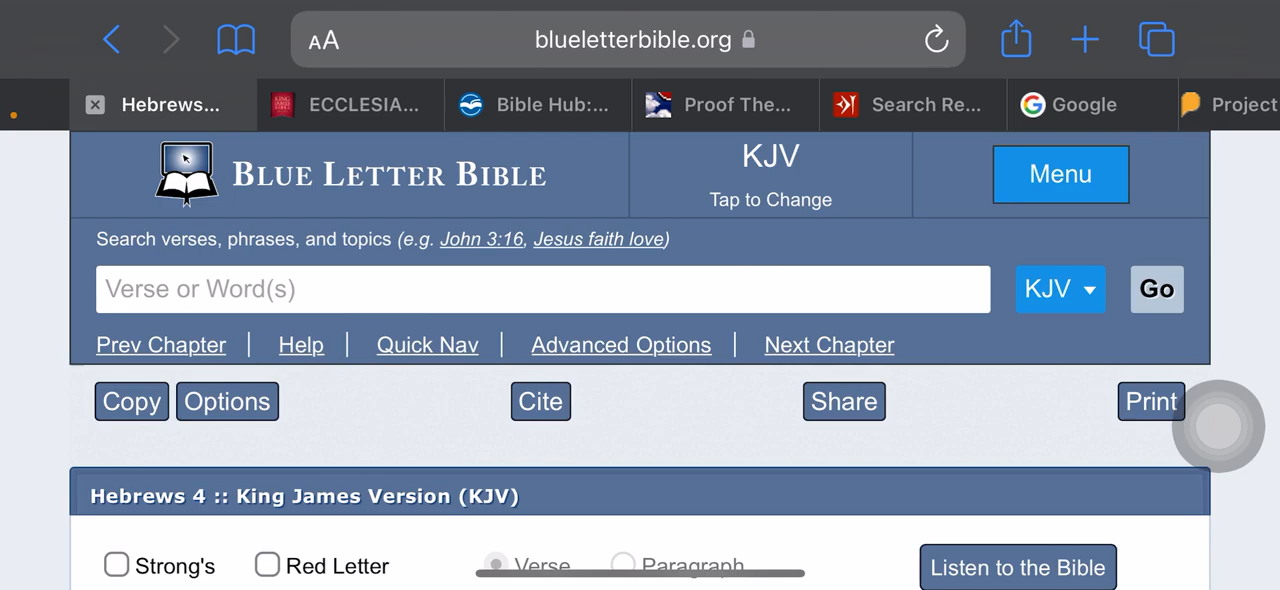 AA blueletterbible.org
Hebrews... ECCLESIA... Bible Hub:... Proof The... Search Re... Google Project
BLUE LETTER BIBLE KJV Menu
Tap to Change
Search verses, phrases, and topics (e.g. John 3:16, Jesus faith love)
Verse or Word(s) KJV Go
Prev Chapter | Help | Quick Nav | Advanced Options | Next Chapter
Copy Options Cite Share Print
Hebrews 4 :: King James Version (KJV)
Strong's Red Letter Verse Paragraph Listen to the Bible